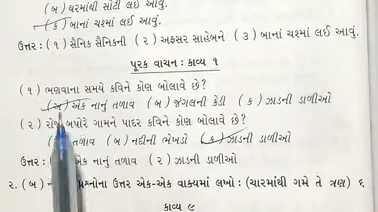 ( બ ) ઘરમાંથી સોટી લઈ આવું.
( ક ) બાનાં ચશ્માં લઈ આવું.
ઉત્તર : ( ૧ ) સૈનિક સૈનિકની ( ૨ ) અફસર સાહેબને ( ૩ ) બાનાં ચશ્માં લઈ આવું.
પૂરક વાચન : કાવ્ય ૧
( ૧ ) ભણવાના સમયે કવિને કોણ બોલાવે છે?
( અ ) એક નાનું તળાવ ( બ ) જંગલની કેડી ( ક ) ઝાડની ડાળીઓ
( ૨ ) રોજ બપોરે ગામને પાદર કવિને કોણ બોલાવે છે?
તળાવ ( બ ) નદીની ભેખડો ( ક ) ઝાડની ડાળીઓ
ઉત્તર : નાનું તળાવ ( ૨ ) ઝાડની ડાળીઓ
૨. ( બ ) પ્રશ્નોના ઉત્તર એક-એક વાક્યમાં લખો : (ચારમાંથી ગમે તે ત્રણ) ૬
કાવ્ય ૯